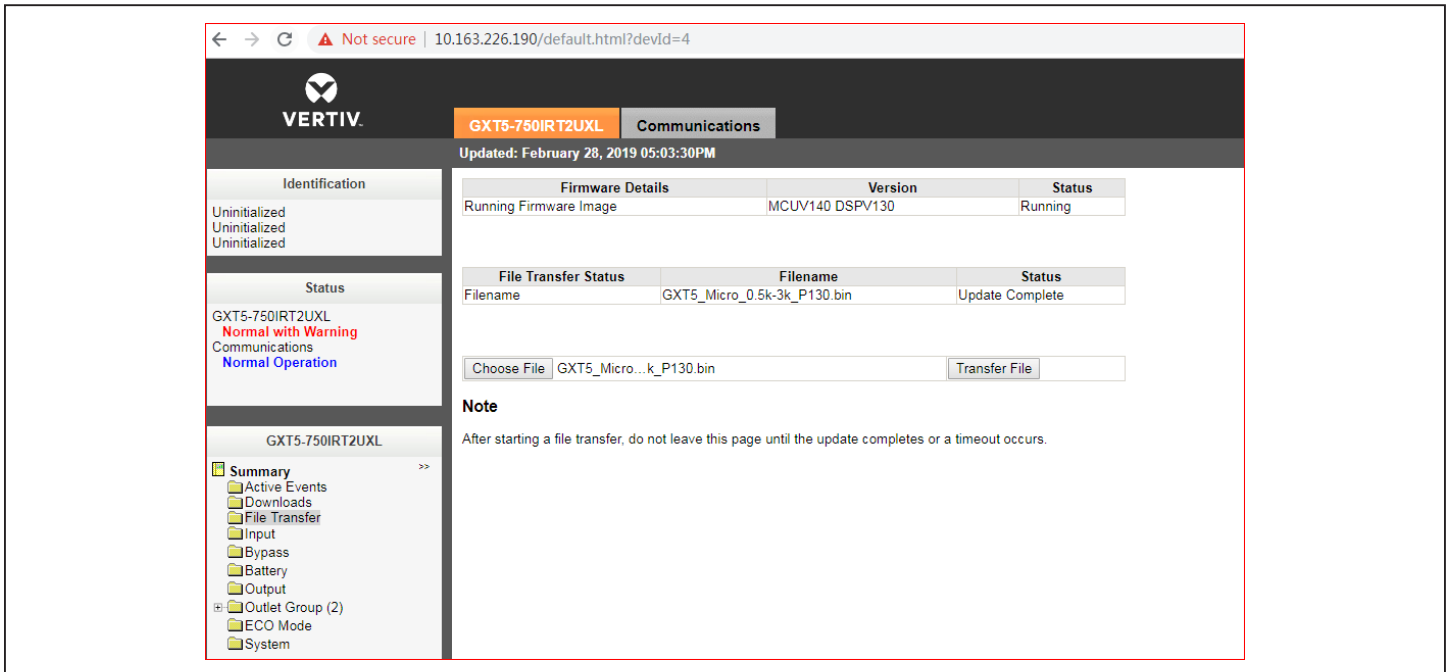 Not secure | 10.163.226.190/default.html?devId=4
VERTIV.
GXT5-750IRT2UXL Communications
Updated: February 28, 2019 05:03:30PM
Identification
Uninitialized
Uninitialized
Uninitialized
Status
GXT5-750IRT2UXL
Normal with Warning
Communications
Normal Operation
GXT5-750IRT2UXL
Summary >>
Active Events
Downloads
File Transfer
Input
Bypass
Battery
Output
Outlet Group (2)
ECO Mode
System
Firmware Details Version Status
Running Firmware Image MCUV140 DSPV130 Running
File Transfer Status Filename Status
Filename GXT5_Micro_0.5k-3k_P130.bin Update Complete
Choose File GXT5_Micro...k_P130.bin Transfer File
Note
After starting a file transfer, do not leave this page until the update completes or a timeout occurs.